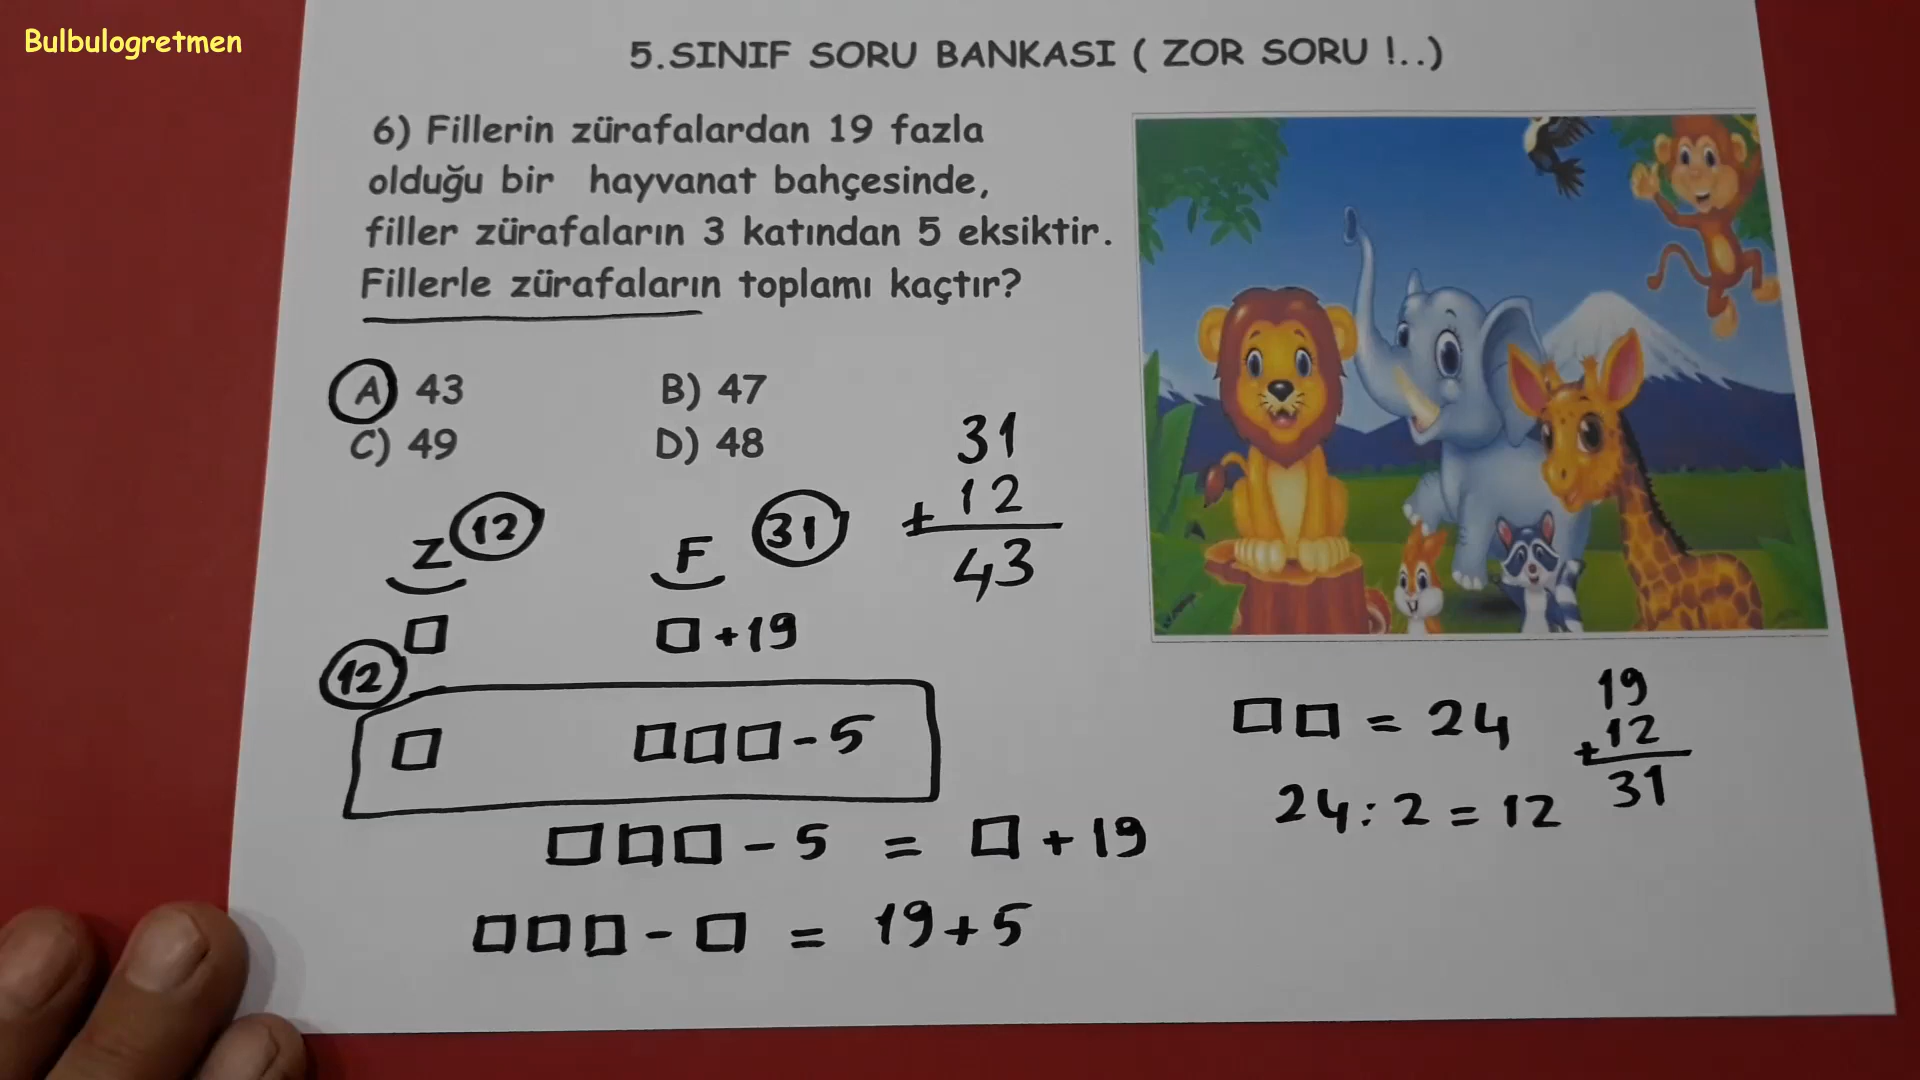 Bulbulogretmen
5.SINIF SORU BANKASI ( ZOR SORU !..)
6) Fillerin zürafalardan 19 fazla
olduğu bir hayvanat bahçesinde,
filler zürafaların 3 katından 5 eksiktir.
Fillerle zürafaların toplamı kaçtır?
A) 43
B) 47
C) 49
D) 48
31
+ 12
43
Z 12
F 31
□
□ + 19
12
□
□□□ - 5
□□□ - 5 = □ + 19
□□□ - □ = 19 + 5
□□ = 24
24 : 2 = 12
19
+ 12
31